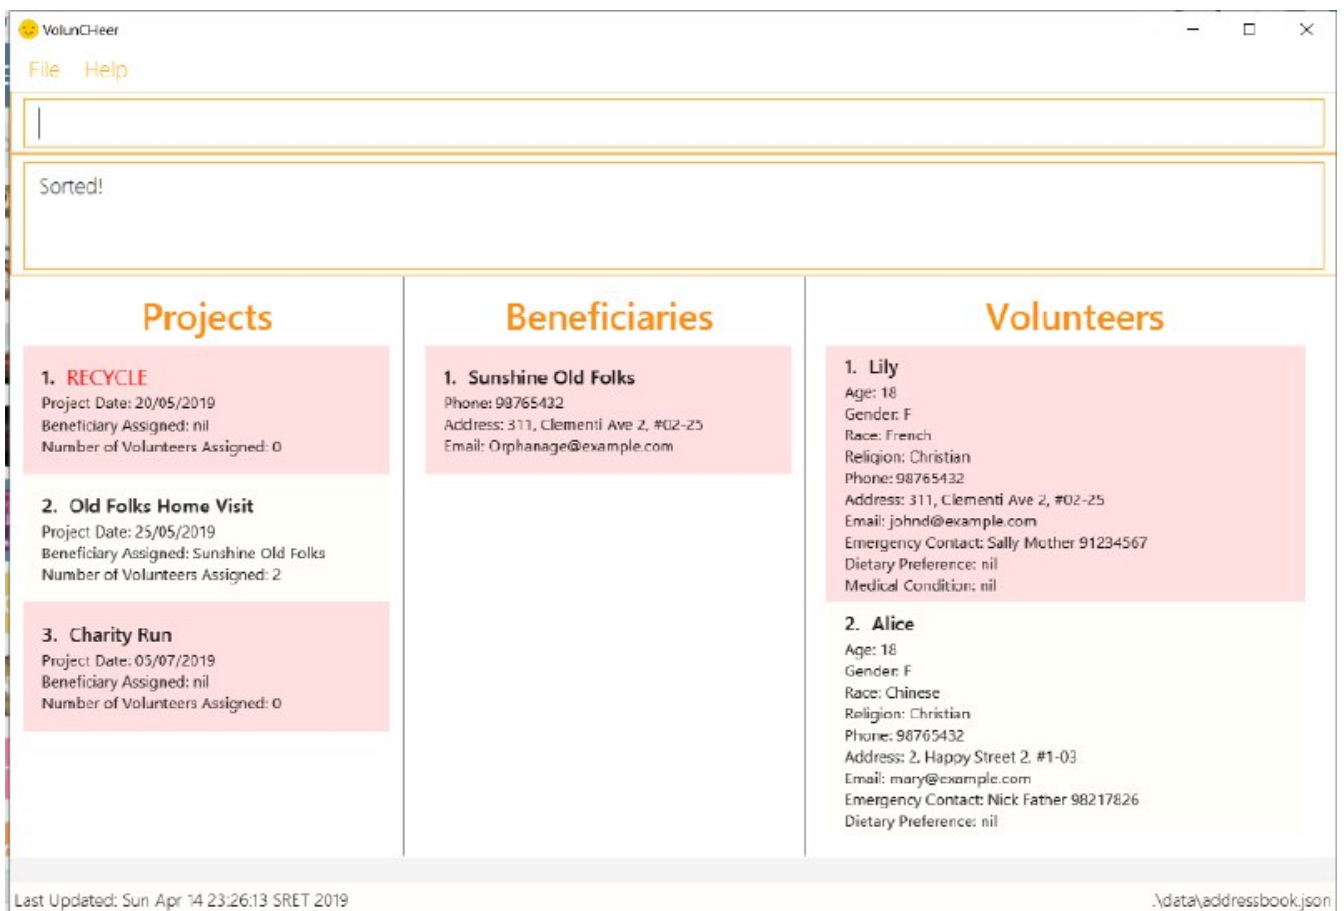 VolunCHeer
File Help
Sorted!
Projects
1. RECYCLE
Project Date: 20/05/2019
Beneficiary Assigned: nil
Number of Volunteers Assigned: 0
2. Old Folks Home Visit
Project Date: 25/05/2019
Beneficiary Assigned: Sunshine Old Folks
Number of Volunteers Assigned: 2
3. Charity Run
Project Date: 05/07/2019
Beneficiary Assigned: nil
Number of Volunteers Assigned: 0
Beneficiaries
1. Sunshine Old Folks
Phone: 98765432
Address: 311, Clementi Ave 2, #02-25
Email: Orphanage@example.com
Volunteers
1. Lily
Age: 18
Gender: F
Race: French
Religion: Christian
Phone: 98765432
Address: 311, Clementi Ave 2, #02-25
Email: johnd@example.com
Emergency Contact: Sally Mother 91234567
Dietary Preference: nil
Medical Condition: nil
2. Alice
Age: 18
Gender: F
Race: Chinese
Religion: Christian
Phone: 98765432
Address: 2, Happy Street 2, #1-03
Email: mary@example.com
Emergency Contact: Nick Father 98217826
Dietary Preference: nil
Last Updated: Sun Apr 14 23:26:13 SRET 2019
.\data\addressbook.json